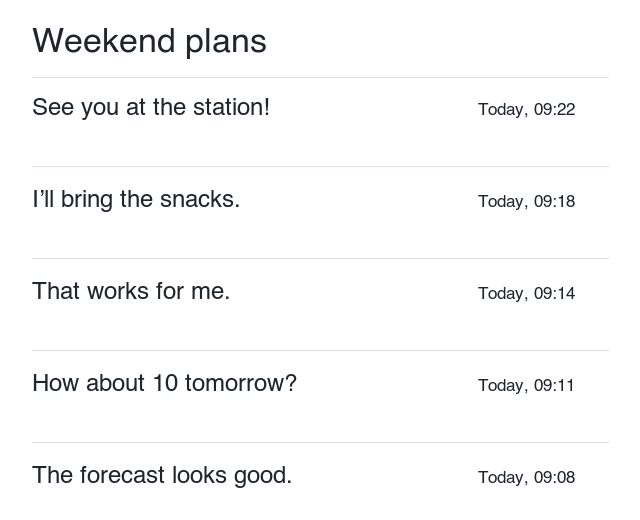 Weekend plans
See you at the station! Today, 09:22
I’ll bring the snacks. Today, 09:18
That works for me. Today, 09:14
How about 10 tomorrow? Today, 09:11
The forecast looks good. Today, 09:08